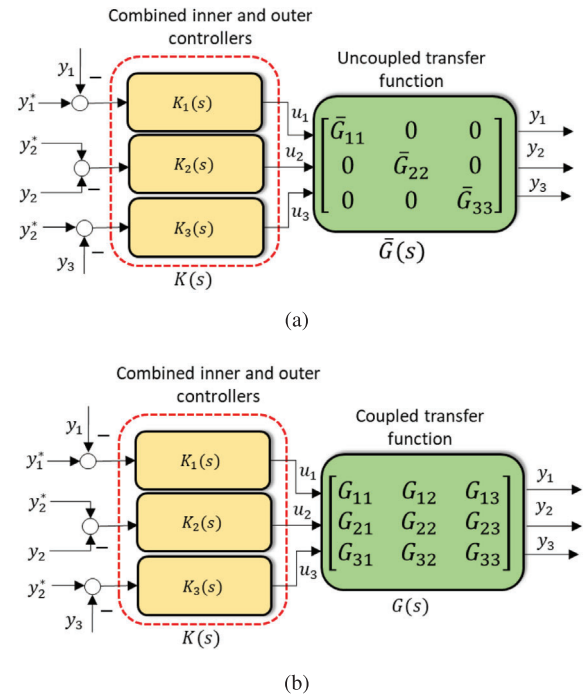 Combined inner and outer
controllers
Uncoupled transfer
function
y₁
−
y₁*
K₁(s)
u₁
y₂*
y₂
−
K₂(s)
u₂
y₂*
y₃
−
K₃(s)
u₃
K(s)
[Ḡ₁₁ 0 0]
[0 Ḡ₂₂ 0]
[0 0 Ḡ₃₃]
Ḡ(s)
y₁
y₂
y₃
(a)
Combined inner and outer
controllers
Coupled transfer
function
y₁
−
y₁*
K₁(s)
u₁
y₂*
y₂
−
K₂(s)
u₂
y₂*
y₃
−
K₃(s)
u₃
K(s)
[G₁₁ G₁₂ G₁₃]
[G₂₁ G₂₂ G₂₃]
[G₃₁ G₃₂ G₃₃]
G(s)
y₁
y₂
y₃
(b)